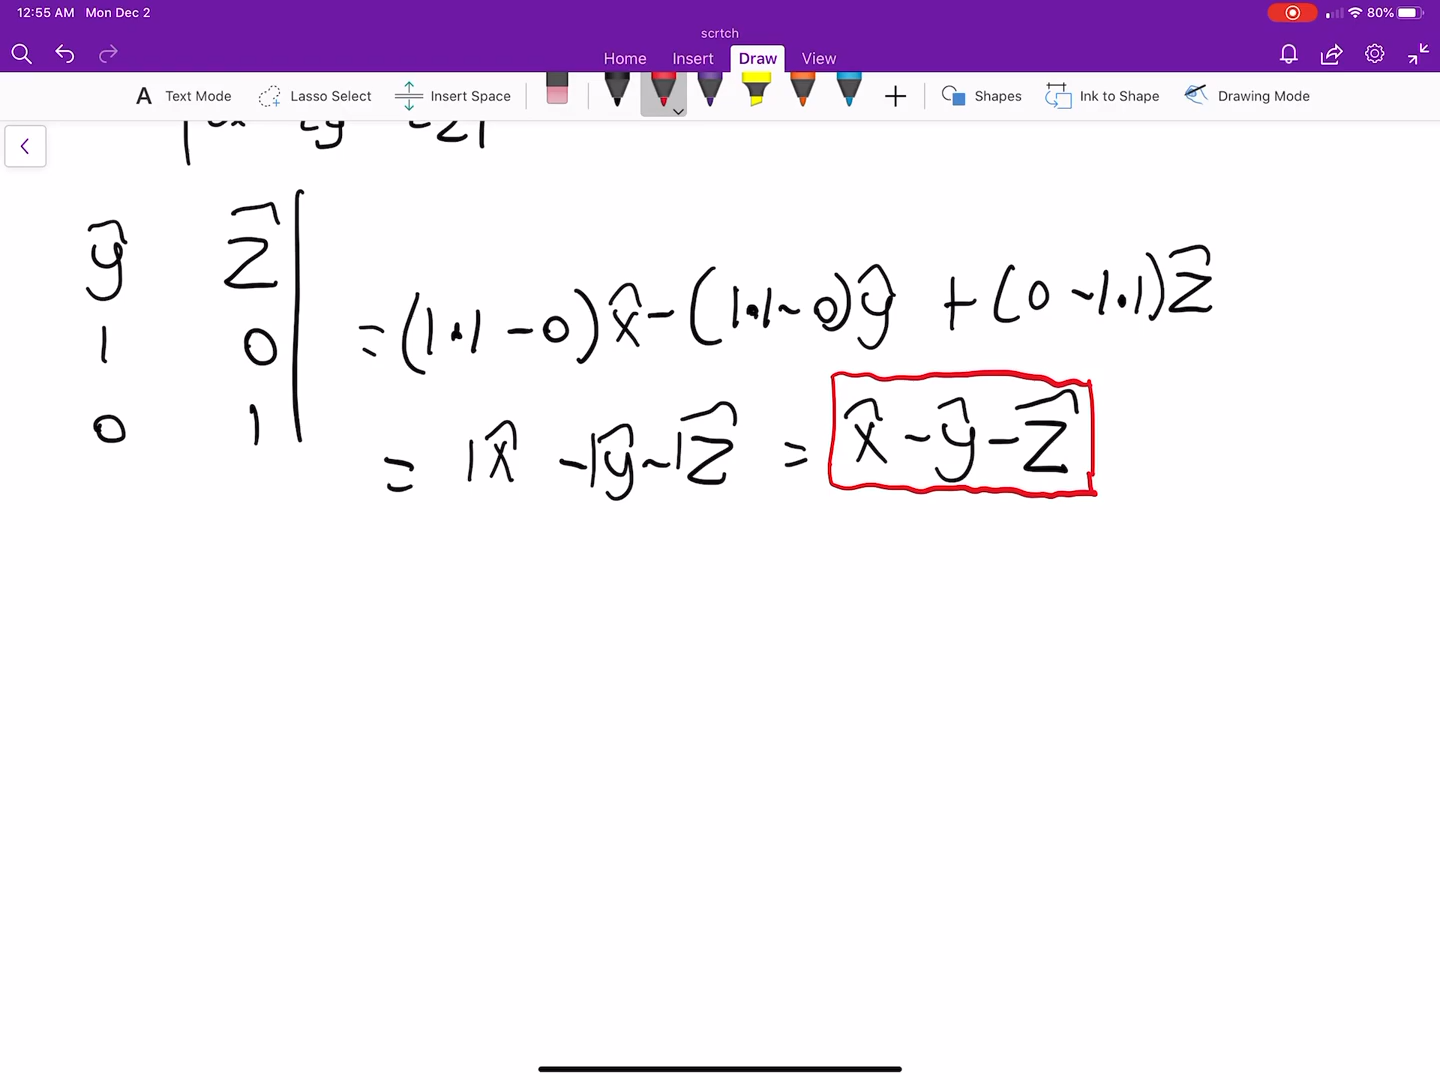 12:55 AM Mon Dec 2
80%
scrtch
Home Insert Draw View
A Text Mode Lasso Select Insert Space Shapes Ink to Shape Drawing Mode
ŷ ẑ
1 0
0 1
= (1·1 - 0)x̂ - (1·1 - 0)ŷ + (0 - 1·1)ẑ
= 1x̂ - 1ŷ - 1ẑ = x̂ - ŷ - ẑ